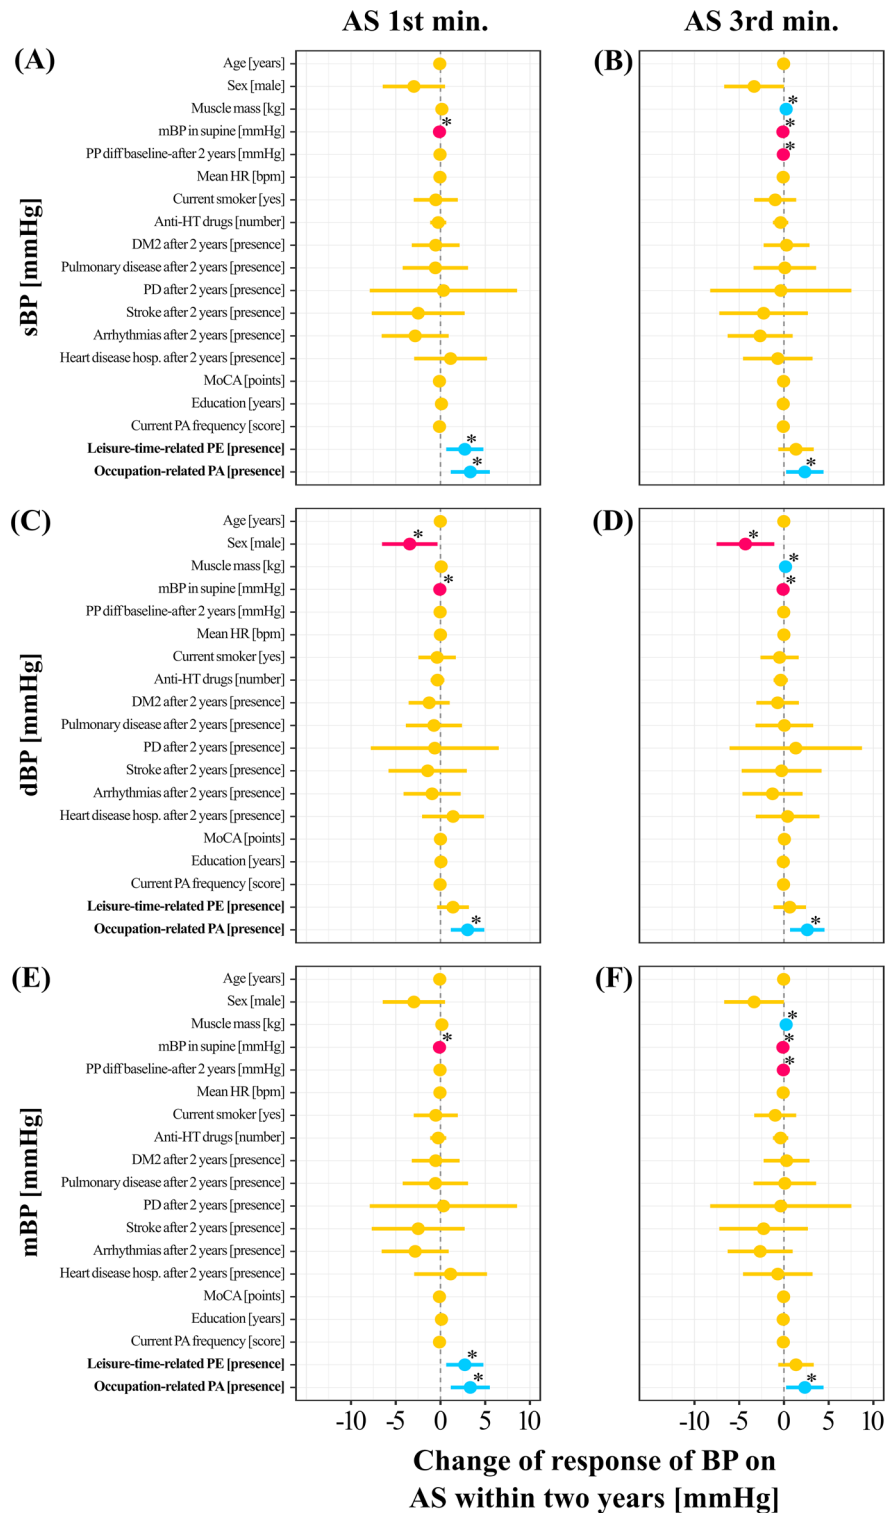 AS 1st min.
AS 3rd min.
(A)
(B)
sBP [mmHg]
Age [years]
Sex [male]
*
Muscle mass [kg]
*
*
mBP in supine [mmHg]
*
PP diff baseline-after 2 years [mmHg]
Mean HR [bpm]
Current smoker [yes]
Anti-HT drugs [number]
DM2 after 2 years [presence]
Pulmonary disease after 2 years [presence]
PD after 2 years [presence]
Stroke after 2 years [presence]
Arrhythmias after 2 years [presence]
Heart disease hosp. after 2 years [presence]
MoCA [points]
Education [years]
Current PA frequency [score]
*
Leisure-time-related PE [presence]
* *
Occupation-related PA [presence]
(C)
(D)
dBP [mmHg]
Age [years]
* *
Sex [male]
*
Muscle mass [kg]
* *
mBP in supine [mmHg]
PP diff baseline-after 2 years [mmHg]
Mean HR [bpm]
Current smoker [yes]
Anti-HT drugs [number]
DM2 after 2 years [presence]
Pulmonary disease after 2 years [presence]
PD after 2 years [presence]
Stroke after 2 years [presence]
Arrhythmias after 2 years [presence]
Heart disease hosp. after 2 years [presence]
MoCA [points]
Education [years]
Current PA frequency [score]
Leisure-time-related PE [presence]
* *
Occupation-related PA [presence]
(E)
(F)
mBP [mmHg]
Age [years]
Sex [male]
*
Muscle mass [kg]
* *
mBP in supine [mmHg]
*
PP diff baseline-after 2 years [mmHg]
Mean HR [bpm]
Current smoker [yes]
Anti-HT drugs [number]
DM2 after 2 years [presence]
Pulmonary disease after 2 years [presence]
PD after 2 years [presence]
Stroke after 2 years [presence]
Arrhythmias after 2 years [presence]
Heart disease hosp. after 2 years [presence]
MoCA [points]
Education [years]
Current PA frequency [score]
*
Leisure-time-related PE [presence]
* *
Occupation-related PA [presence]
-10 -5 0 5 10
-10 -5 0 5 10
Change of response of BP on
AS within two years [mmHg]